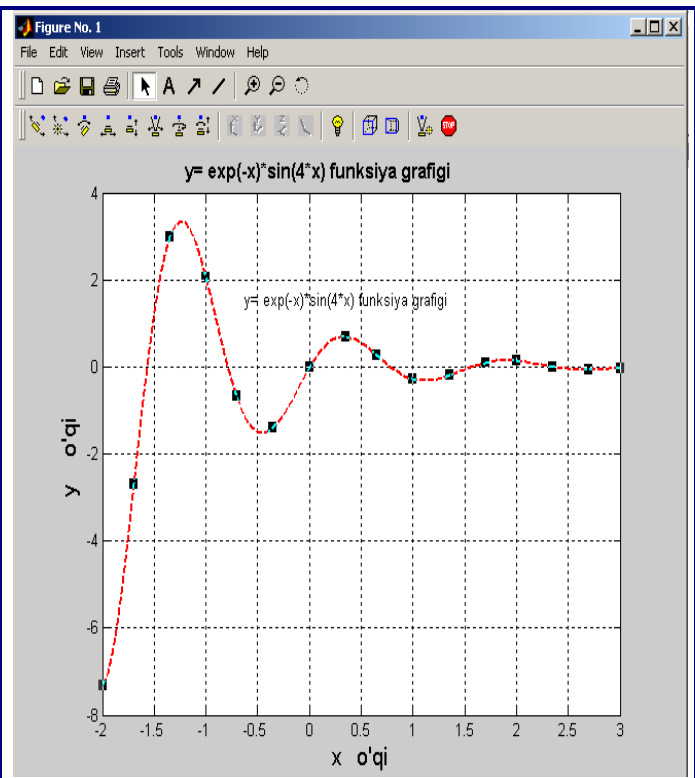 Figure No. 1
File Edit View Insert Tools Window Help
A
STOP
y= exp(-x)*sin(4*x) funksiya grafigi
4
2
y= exp(-x)*sin(4*x) funksiya grafigi
0
y o'qi
-2
-4
-6
-8
-2 -1.5 -1 -0.5 0 0.5 1 1.5 2 2.5 3
x o'qi